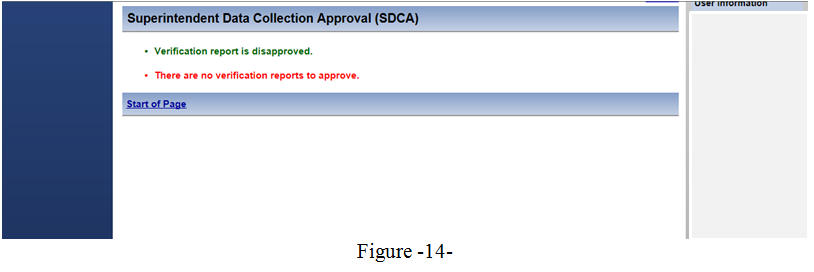 User Information
Superintendent Data Collection Approval (SDCA)
• Verification report is disapproved.
• There are no verification reports to approve.
Start of Page
Figure -14-